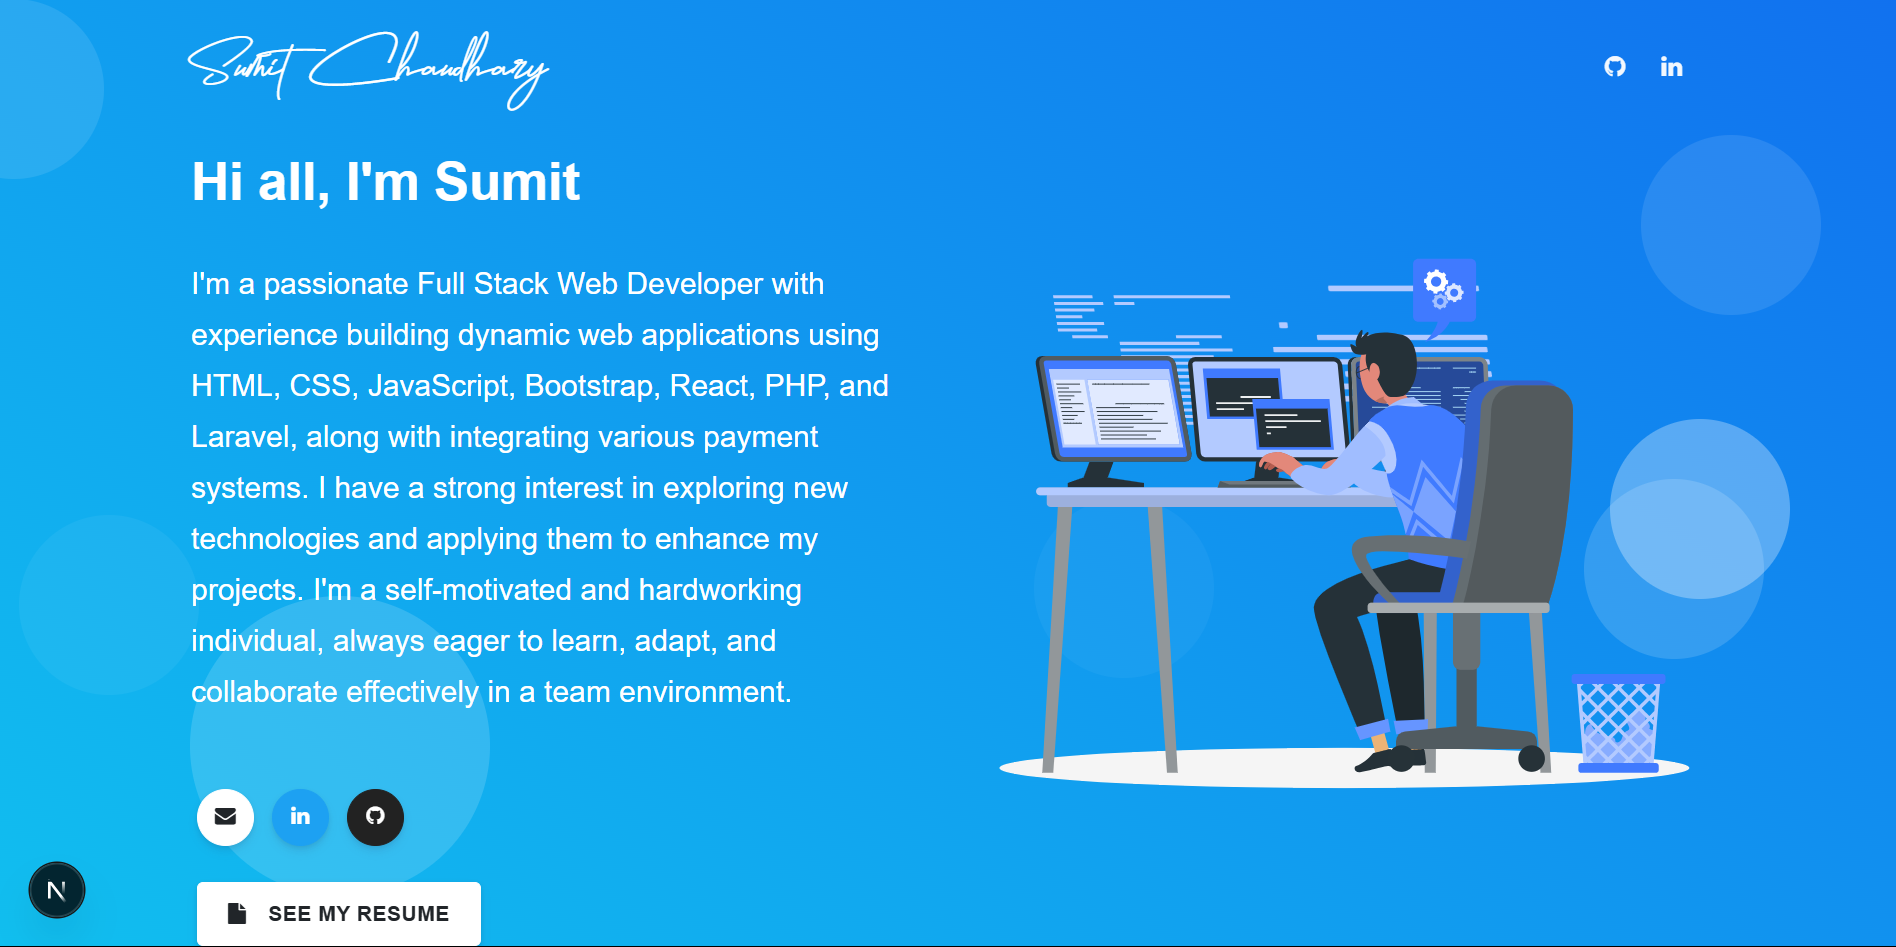 Sumit Chaudhary
Hi all, I'm Sumit
I'm a passionate Full Stack Web Developer with
experience building dynamic web applications using
HTML, CSS, JavaScript, Bootstrap, React, PHP, and
Laravel, along with integrating various payment
systems. I have a strong interest in exploring new
technologies and applying them to enhance my
projects. I'm a self-motivated and hardworking
individual, always eager to learn, adapt, and
collaborate effectively in a team environment.
SEE MY RESUME